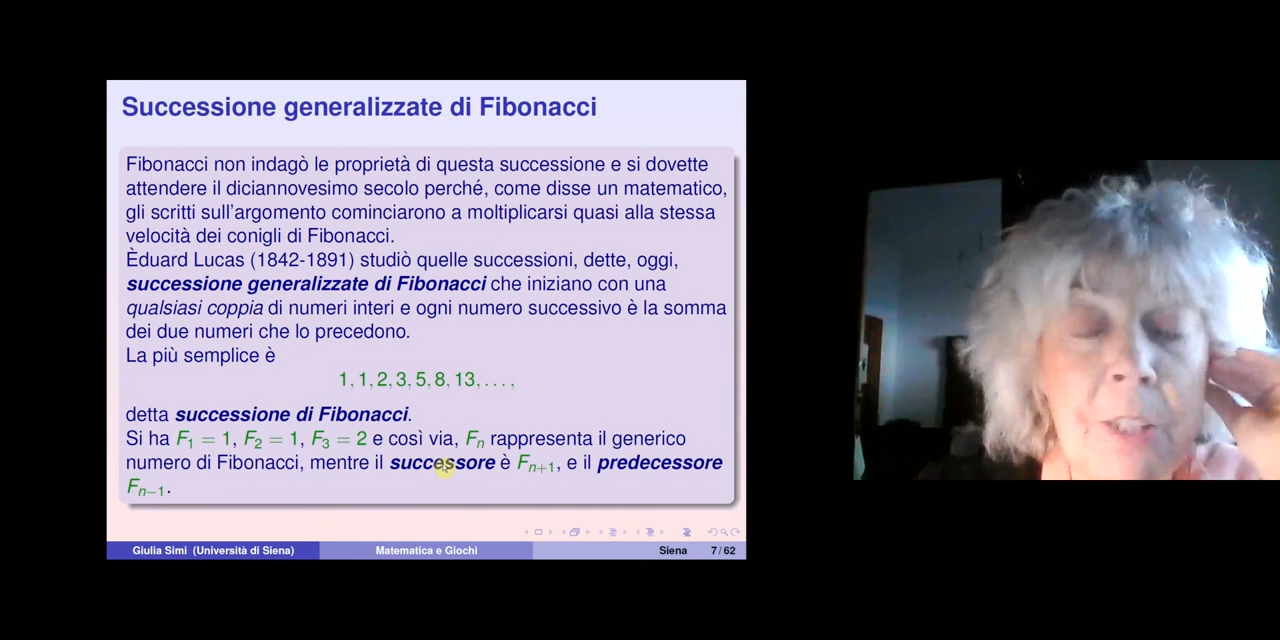 Successione generalizzate di Fibonacci
Fibonacci non indagò le proprietà di questa successione e si dovette
attendere il diciannovesimo secolo perché, come disse un matematico,
gli scritti sull'argomento cominciarono a moltiplicarsi quasi alla stessa
velocità dei conigli di Fibonacci.
Èduard Lucas (1842-1891) studiò quelle successioni, dette, oggi,
successione generalizzate di Fibonacci che iniziano con una
qualsiasi coppia di numeri interi e ogni numero successivo è la somma
dei due numeri che lo precedono.
La più semplice è
1, 1, 2, 3, 5, 8, 13, . . . ,
detta successione di Fibonacci.
Si ha F₁ = 1, F₂ = 1, F₃ = 2 e così via, Fₙ rappresenta il generico
numero di Fibonacci, mentre il successore è Fₙ₊₁, e il predecessore
Fₙ₋₁.
Giulia Simi (Università di Siena) Matematica e Giochi Siena 7 / 62